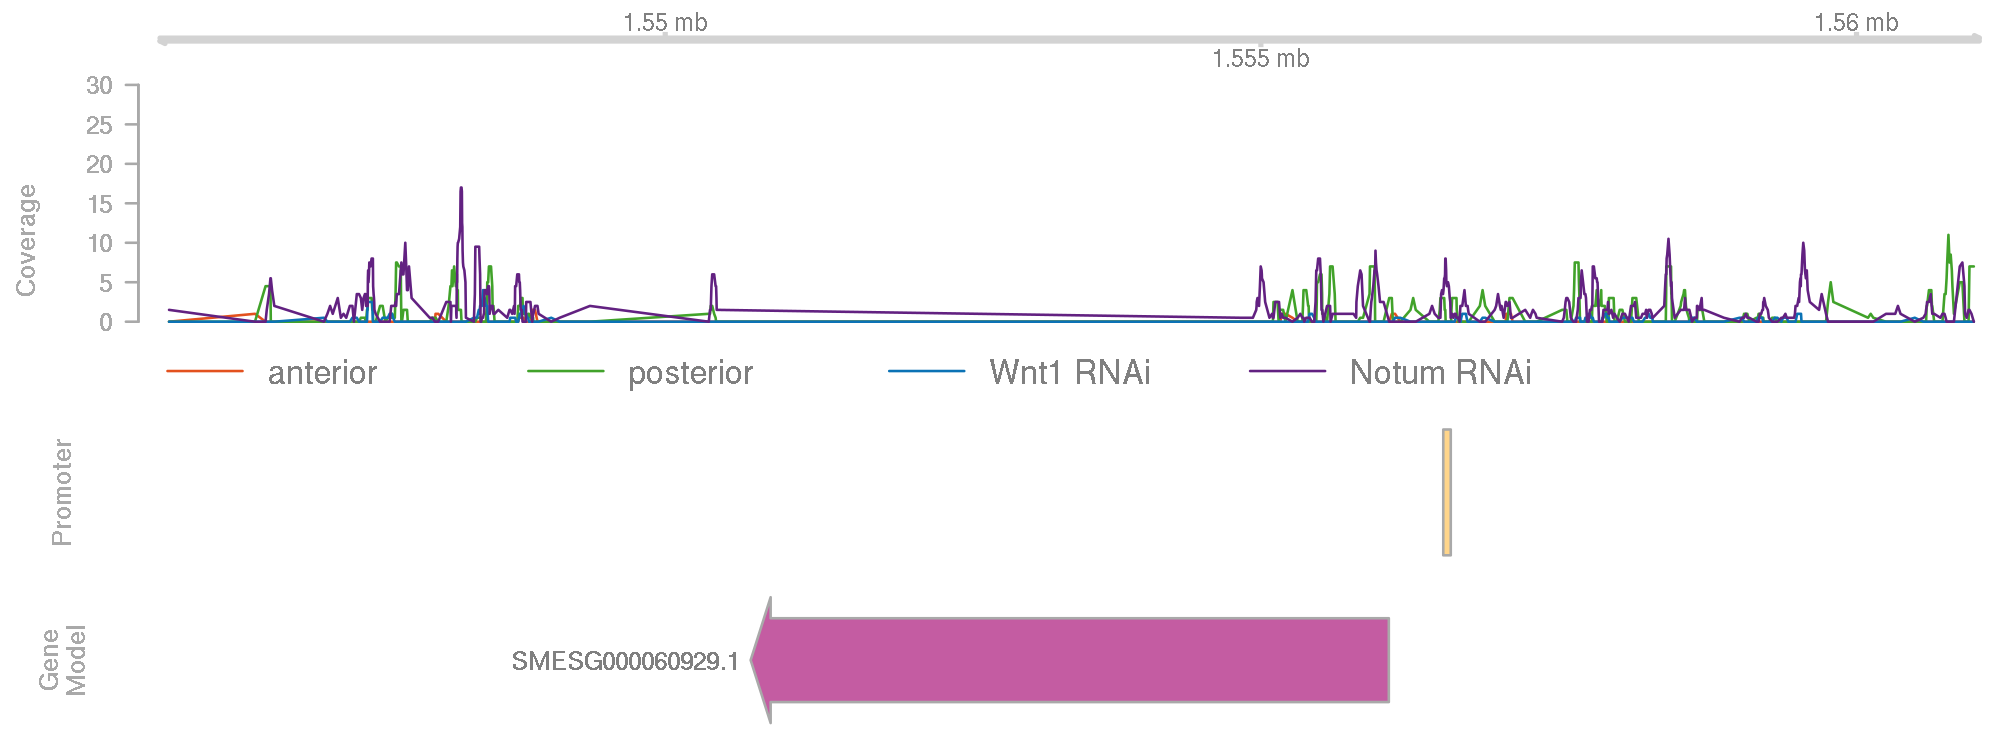 1.55 mb
1.56 mb
1.555 mb
30
25
20
15
10
5
0
Coverage
anterior
posterior
Wnt1 RNAi
Notum RNAi
Promoter
Gene
Model
SMESG000060929.1